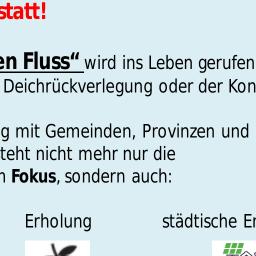 statt!
en Fluss“ wird ins Leben gerufen
Deichrückverlegung oder der Kon
g mit Gemeinden, Provinzen und
teht nicht mehr nur die
m Fokus, sondern auch:
Erholung städtische En